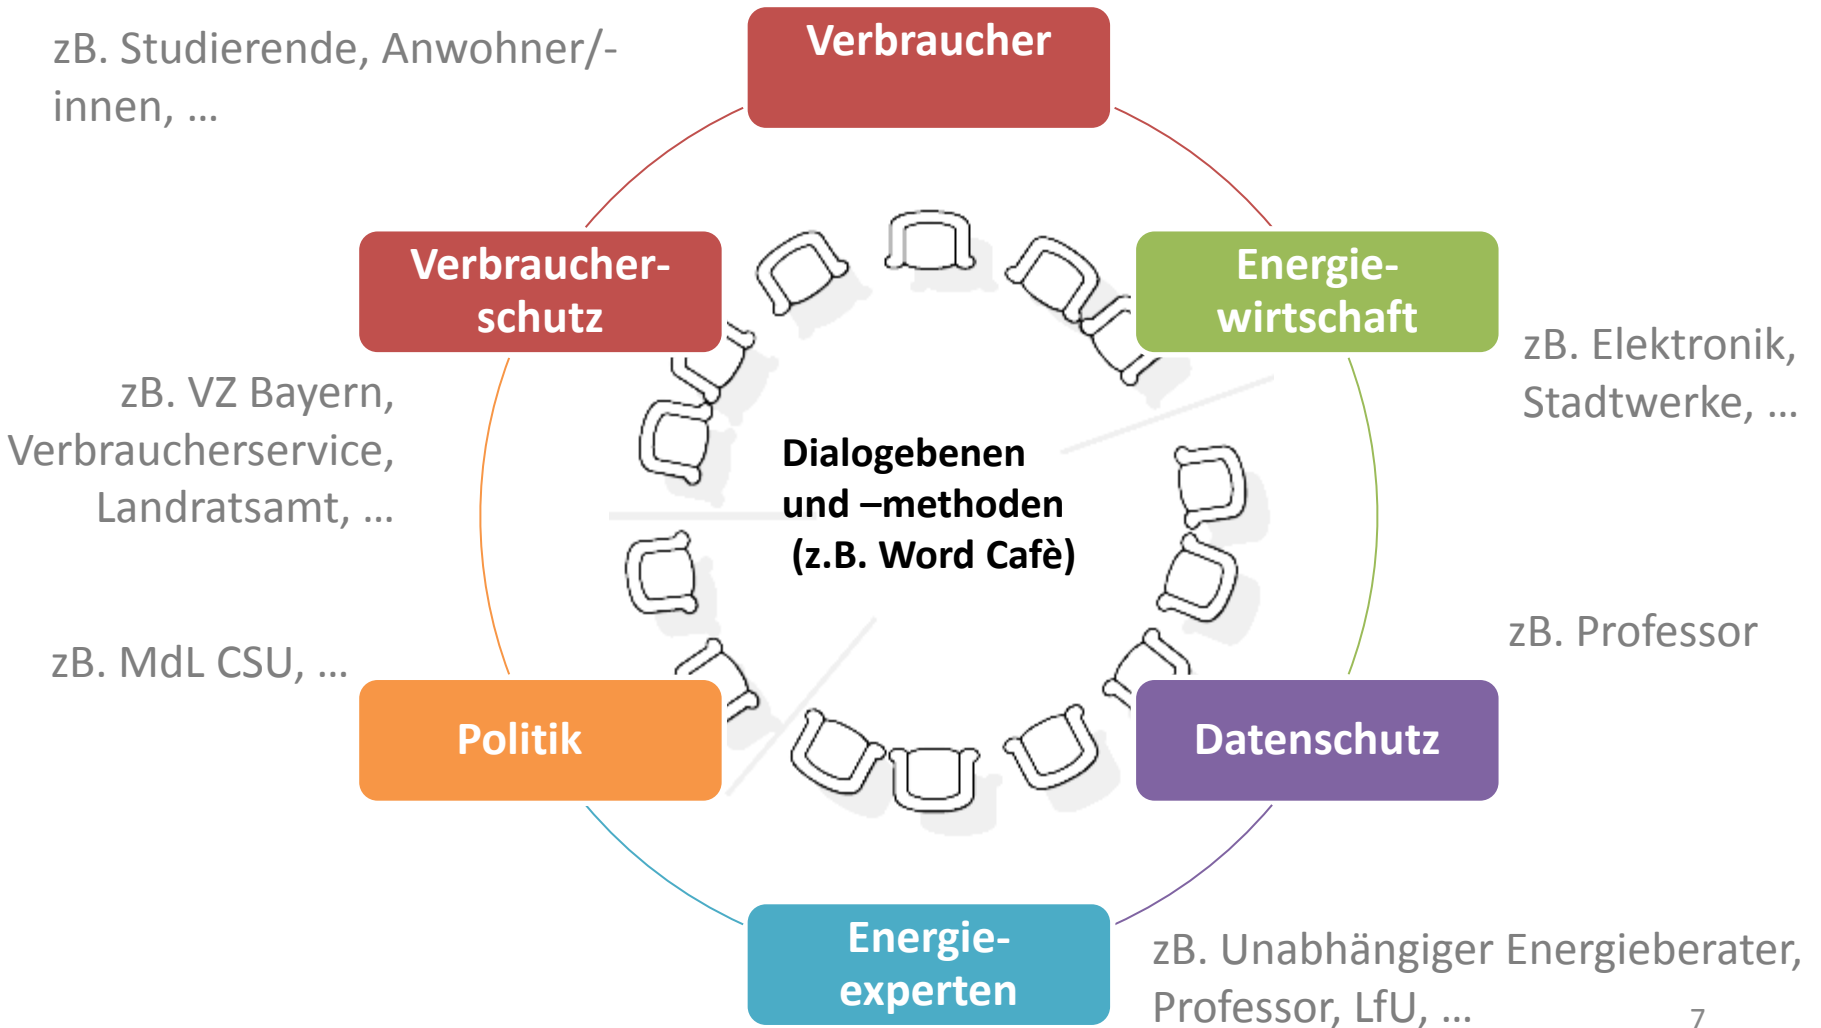 Verbraucher
zB. Studierende, Anwohner/-
innen, …
Verbraucher-
schutz
Energie-
wirtschaft
zB. Elektronik,
Stadtwerke, …
zB. VZ Bayern,
Verbraucherservice,
Landratsamt, …
Dialogebenen
und –methoden
(z.B. Word Cafè)
zB. MdL CSU, …
zB. Professor
Politik
Datenschutz
Energie-
experten
zB. Unabhängiger Energieberater,
Professor, LfU, …
7